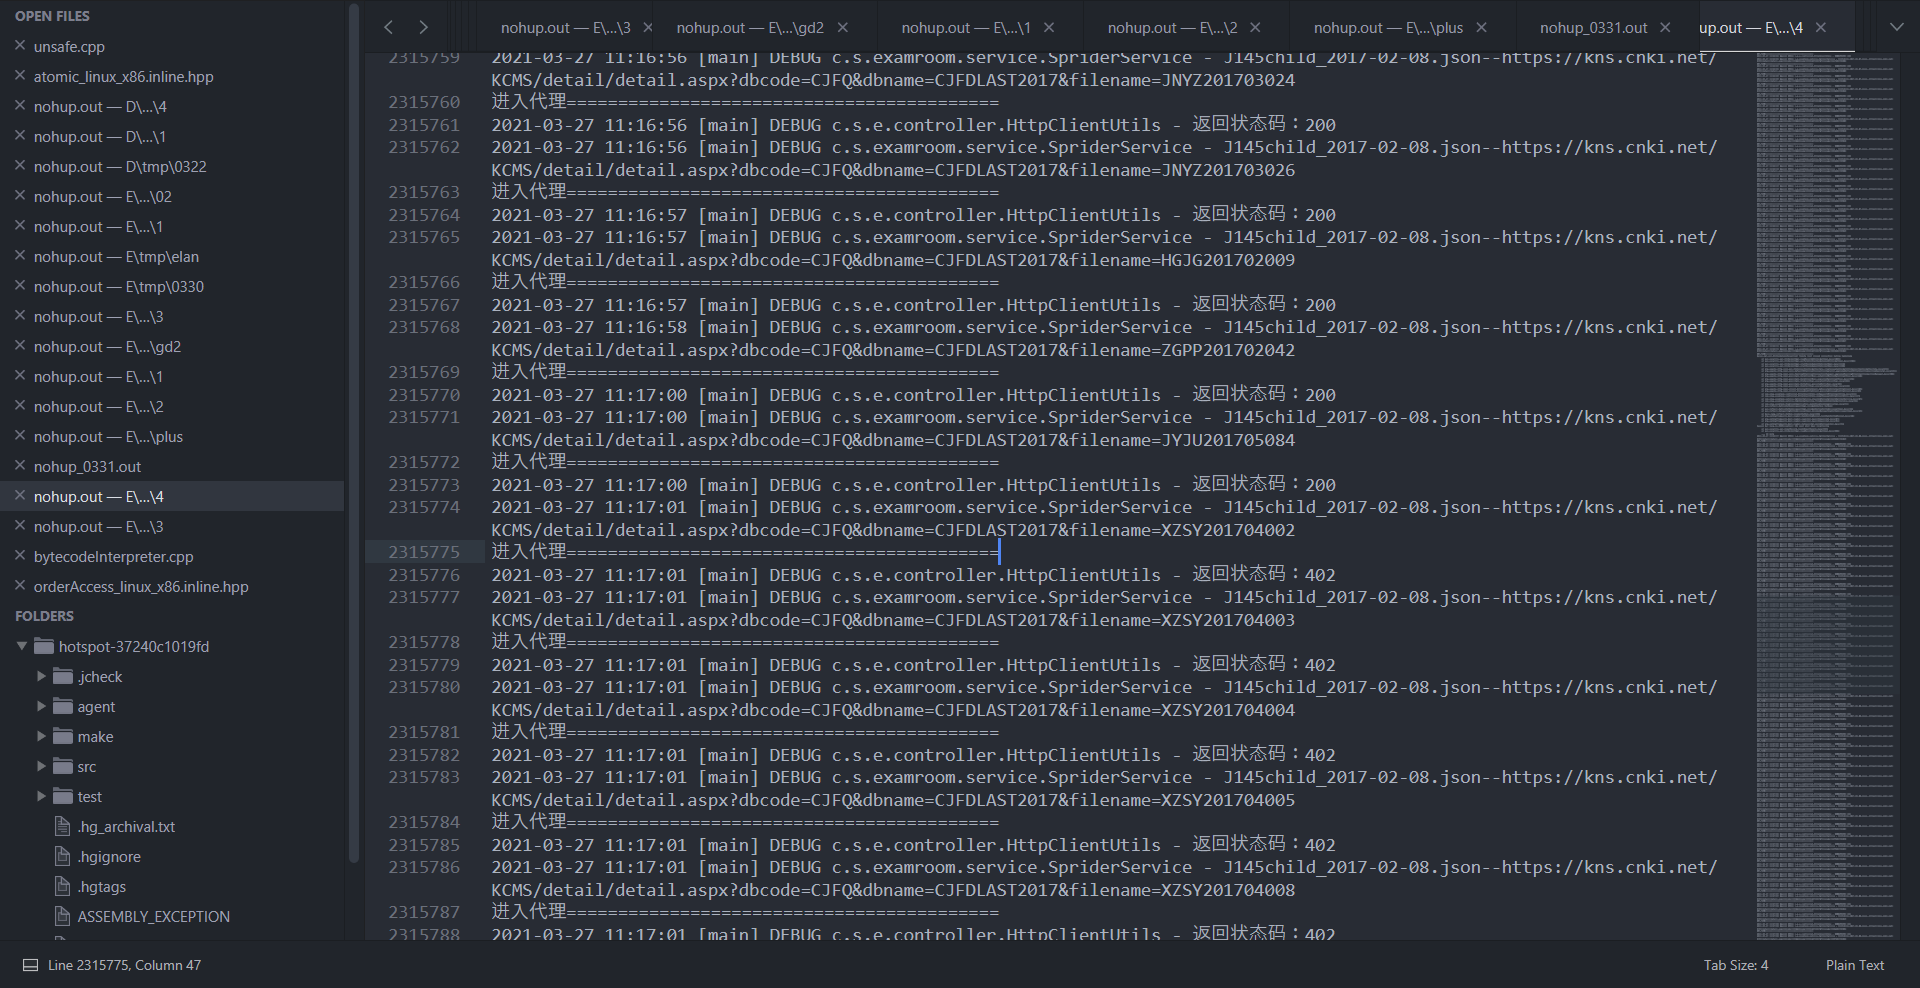 OPEN FILES
unsafe.cpp
atomic_linux_x86.inline.hpp
nohup.out — D\...\4
nohup.out — D\...\1
nohup.out — D\tmp\0322
nohup.out — E\...\02
nohup.out — E\...\1
nohup.out — E\tmp\elan
nohup.out — E\tmp\0330
nohup.out — E\...\3
nohup.out — E\...\gd2
nohup.out — E\...\1
nohup.out — E\...\2
nohup.out — E\...\plus
nohup_0331.out
nohup.out — E\...\4
nohup.out — E\...\3
bytecodeInterpreter.cpp
orderAccess_linux_x86.inline.hpp
FOLDERS
hotspot-37240c1019fd
.jcheck
agent
make
src
test
.hg_archival.txt
.hgignore
.hgtags
ASSEMBLY_EXCEPTION
nohup.out — E\...\3
nohup.out — E\...\gd2
nohup.out — E\...\1
nohup.out — E\...\2
nohup.out — E\...\plus
nohup_0331.out
up.out — E\...\4
2315759 2021-03-27 11:16:56 [main] DEBUG c.s.examroom.service.SpriderService - J145child_2017-02-08.json--https://kns.cnki.net/
KCMS/detail/detail.aspx?dbcode=CJFQ&dbname=CJFDLAST2017&filename=JNYZ201703024
2315760 进入代理==========================================
2315761 2021-03-27 11:16:56 [main] DEBUG c.s.e.controller.HttpClientUtils - 返回状态码：200
2315762 2021-03-27 11:16:56 [main] DEBUG c.s.examroom.service.SpriderService - J145child_2017-02-08.json--https://kns.cnki.net/
KCMS/detail/detail.aspx?dbcode=CJFQ&dbname=CJFDLAST2017&filename=JNYZ201703026
2315763 进入代理==========================================
2315764 2021-03-27 11:16:57 [main] DEBUG c.s.e.controller.HttpClientUtils - 返回状态码：200
2315765 2021-03-27 11:16:57 [main] DEBUG c.s.examroom.service.SpriderService - J145child_2017-02-08.json--https://kns.cnki.net/
KCMS/detail/detail.aspx?dbcode=CJFQ&dbname=CJFDLAST2017&filename=HGJG201702009
2315766 进入代理==========================================
2315767 2021-03-27 11:16:57 [main] DEBUG c.s.e.controller.HttpClientUtils - 返回状态码：200
2315768 2021-03-27 11:16:58 [main] DEBUG c.s.examroom.service.SpriderService - J145child_2017-02-08.json--https://kns.cnki.net/
KCMS/detail/detail.aspx?dbcode=CJFQ&dbname=CJFDLAST2017&filename=ZGPP201702042
2315769 进入代理==========================================
2315770 2021-03-27 11:17:00 [main] DEBUG c.s.e.controller.HttpClientUtils - 返回状态码：200
2315771 2021-03-27 11:17:00 [main] DEBUG c.s.examroom.service.SpriderService - J145child_2017-02-08.json--https://kns.cnki.net/
KCMS/detail/detail.aspx?dbcode=CJFQ&dbname=CJFDLAST2017&filename=JYJU201705084
2315772 进入代理==========================================
2315773 2021-03-27 11:17:00 [main] DEBUG c.s.e.controller.HttpClientUtils - 返回状态码：200
2315774 2021-03-27 11:17:01 [main] DEBUG c.s.examroom.service.SpriderService - J145child_2017-02-08.json--https://kns.cnki.net/
KCMS/detail/detail.aspx?dbcode=CJFQ&dbname=CJFDLAST2017&filename=XZSY201704002
2315775 进入代理==========================================
2315776 2021-03-27 11:17:01 [main] DEBUG c.s.e.controller.HttpClientUtils - 返回状态码：402
2315777 2021-03-27 11:17:01 [main] DEBUG c.s.examroom.service.SpriderService - J145child_2017-02-08.json--https://kns.cnki.net/
KCMS/detail/detail.aspx?dbcode=CJFQ&dbname=CJFDLAST2017&filename=XZSY201704003
2315778 进入代理==========================================
2315779 2021-03-27 11:17:01 [main] DEBUG c.s.e.controller.HttpClientUtils - 返回状态码：402
2315780 2021-03-27 11:17:01 [main] DEBUG c.s.examroom.service.SpriderService - J145child_2017-02-08.json--https://kns.cnki.net/
KCMS/detail/detail.aspx?dbcode=CJFQ&dbname=CJFDLAST2017&filename=XZSY201704004
2315781 进入代理==========================================
2315782 2021-03-27 11:17:01 [main] DEBUG c.s.e.controller.HttpClientUtils - 返回状态码：402
2315783 2021-03-27 11:17:01 [main] DEBUG c.s.examroom.service.SpriderService - J145child_2017-02-08.json--https://kns.cnki.net/
KCMS/detail/detail.aspx?dbcode=CJFQ&dbname=CJFDLAST2017&filename=XZSY201704005
2315784 进入代理==========================================
2315785 2021-03-27 11:17:01 [main] DEBUG c.s.e.controller.HttpClientUtils - 返回状态码：402
2315786 2021-03-27 11:17:01 [main] DEBUG c.s.examroom.service.SpriderService - J145child_2017-02-08.json--https://kns.cnki.net/
KCMS/detail/detail.aspx?dbcode=CJFQ&dbname=CJFDLAST2017&filename=XZSY201704008
2315787 进入代理==========================================
2315788 2021-03-27 11:17:01 [main] DEBUG c.s.e.controller.HttpClientUtils - 返回状态码：402
Line 2315775, Column 47
Tab Size: 4
Plain Text